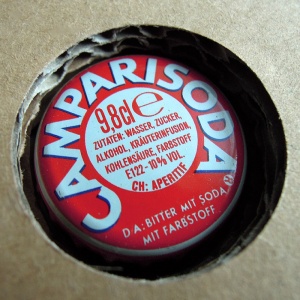 CAMPARISODA
9,8cl e
ZUTATEN: WASSER, ZUCKER,
ALKOHOL, KRÄUTERINFUSION,
KOHLENSÄURE, FARBSTOFF
E122-10% VOL.
CH: APERITIF
D A: BITTER MIT SODA
MIT FARBSTOFF